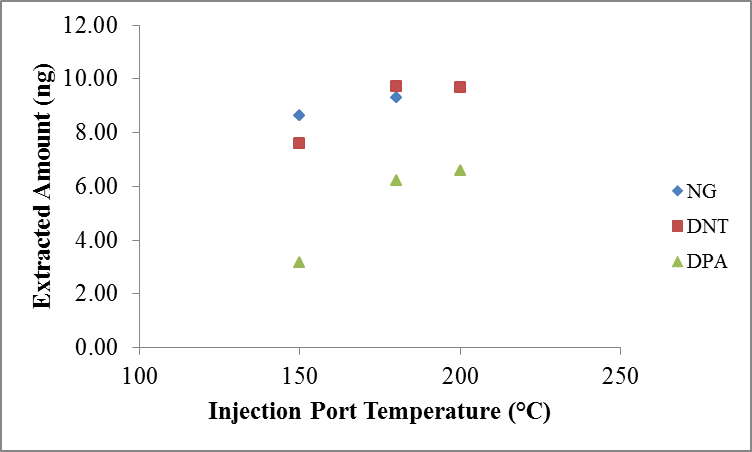 12.00
10.00
8.00
6.00
4.00
2.00
0.00
Extracted Amount (ng)
100 150 200 250
Injection Port Temperature (°C)
NG
DNT
DPA